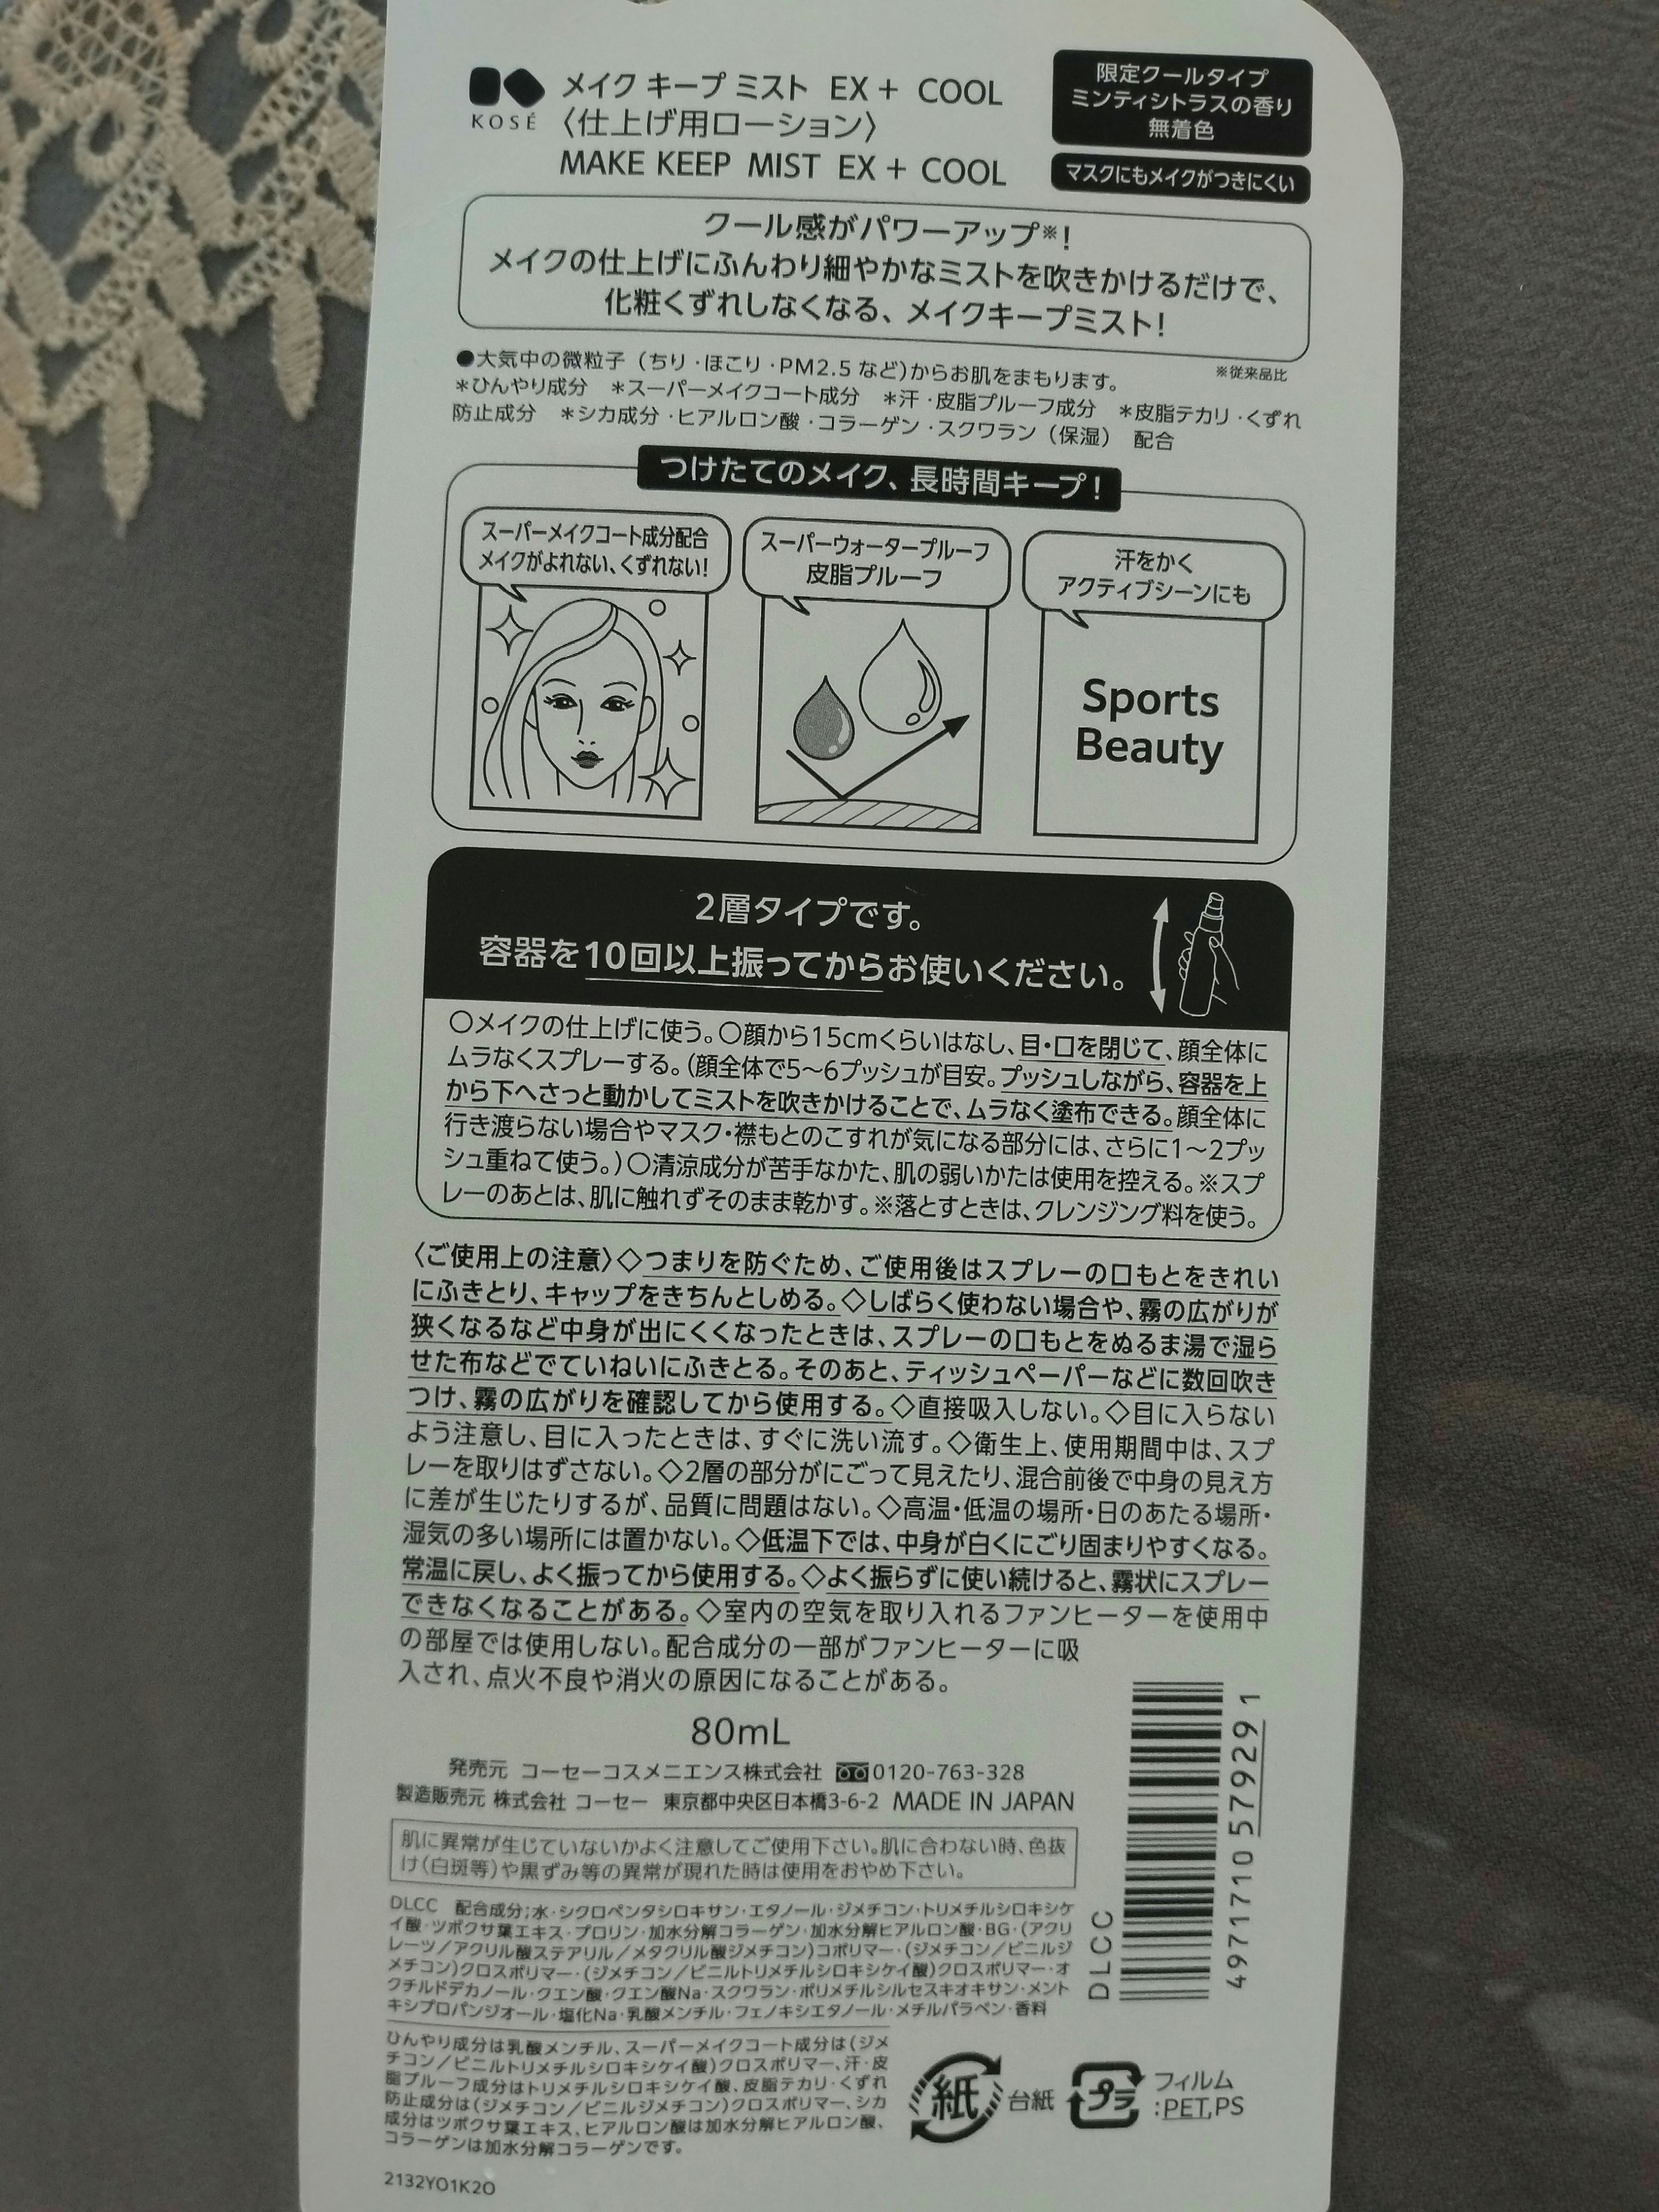 KOSÉ
メイク キープ ミスト EX + COOL
〈仕上げ用ローション〉
MAKE KEEP MIST EX + COOL
限定クールタイプ
ミンティシトラスの香り
無着色
マスクにもメイクがつきにくい
クール感がパワーアップ※!
メイクの仕上げにふんわり細やかなミストを吹きかけるだけで、
化粧くずれしなくなる、メイクキープミスト!
●大気中の微粒子（ちり・ほこり・PM2.5 など)からお肌をまもります。
※従来品比
＊ひんやり成分 ＊スーパーメイクコート成分 ＊汗・皮脂プルーフ成分 ＊皮脂テカリ・くずれ
防止成分 ＊シカ成分・ヒアルロン酸・コラーゲン・スクワラン（保湿） 配合
つけたてのメイク、長時間キープ!
スーパーメイクコート成分配合
メイクがよれない、くずれない!
スーパーウォータープルーフ
皮脂プルーフ
汗をかく
アクティブシーンにも
Sports
Beauty
2層タイプです。
容器を10回以上振ってからお使いください。
○メイクの仕上げに使う。○顔から15cmくらいはなし、目・口を閉じて、顔全体に
ムラなくスプレーする。(顔全体で5〜6プッシュが目安。プッシュしながら、容器を上
から下へさっと動かしてミストを吹きかけることで、ムラなく塗布できる。顔全体に
行き渡らない場合やマスク・襟もとのこすれが気になる部分には、さらに1〜2プッ
シュ重ねて使う。)○清涼成分が苦手なかた、肌の弱いかたは使用を控える。※スプ
レーのあとは、肌に触れずそのまま乾かす。※落とすときは、クレンジング料を使う。
〈ご使用上の注意〉◇つまりを防ぐため、ご使用後はスプレーの口もとをきれい
にふきとり、キャップをきちんとしめる。◇しばらく使わない場合や、霧の広がりが
狭くなるなど中身が出にくくなったときは、スプレーの口もとをぬるま湯で湿ら
せた布などでていねいにふきとる。そのあと、ティッシュペーパーなどに数回吹き
つけ、霧の広がりを確認してから使用する。◇直接吸入しない。◇目に入らない
よう注意し、目に入ったときは、すぐに洗い流す。◇衛生上、使用期間中は、スプ
レーを取りはずさない。◇2層の部分がにごって見えたり、混合前後で中身の見え方
に差が生じたりするが、品質に問題はない。◇高温・低温の場所・日のあたる場所・
湿気の多い場所には置かない。◇低温下では、中身が白くにごり固まりやすくなる。
常温に戻し、よく振ってから使用する。◇よく振らずに使い続けると、霧状にスプレー
できなくなることがある。◇室内の空気を取り入れるファンヒーターを使用中
の部屋では使用しない。配合成分の一部がファンヒーターに吸
入され、点火不良や消火の原因になることがある。
80mL
発売元 コーセーコスメニエンス株式会社 0120-763-328
製造販売元 株式会社 コーセー 東京都中央区日本橋3-6-2 MADE IN JAPAN
肌に異常が生じていないかよく注意してご使用下さい。肌に合わない時、色抜
け(白斑等)や黒ずみ等の異常が現れた時は使用をおやめ下さい。
DLCC 配合成分;水・シクロペンタシロキサン・エタノール・ジメチコン・トリメチルシロキシケ
イ酸・ツボクサ葉エキス・プロリン・加水分解コラーゲン・加水分解ヒアルロン酸・BG・(アクリ
レーツ／アクリル酸ステアリル／メタクリル酸ジメチコン)コポリマー・(ジメチコン／ビニルジ
メチコン)クロスポリマー・(ジメチコン／ビニルトリメチルシロキシケイ酸)クロスポリマー・オ
クチルドデカノール・クエン酸・クエン酸Na・スクワラン・ポリメチルシルセスキオキサン・メント
キシプロパンジオール・塩化Na・乳酸メンチル・フェノキシエタノール・メチルパラベン・香料
ひんやり成分は乳酸メンチル、スーパーメイクコート成分は(ジメ
チコン／ビニルトリメチルシロキシケイ酸)クロスポリマー、汗・皮
脂プルーフ成分はトリメチルシロキシケイ酸、皮脂テカリ・くずれ
防止成分は(ジメチコン／ビニルジメチコン)クロスポリマー、シカ
成分はツボクサ葉エキス、ヒアルロン酸は加水分解ヒアルロン酸、
コラーゲンは加水分解コラーゲンです。
2132Y01K20
DLCC
4971710 579291
紙 台紙
プラ フィルム
:PET,PS